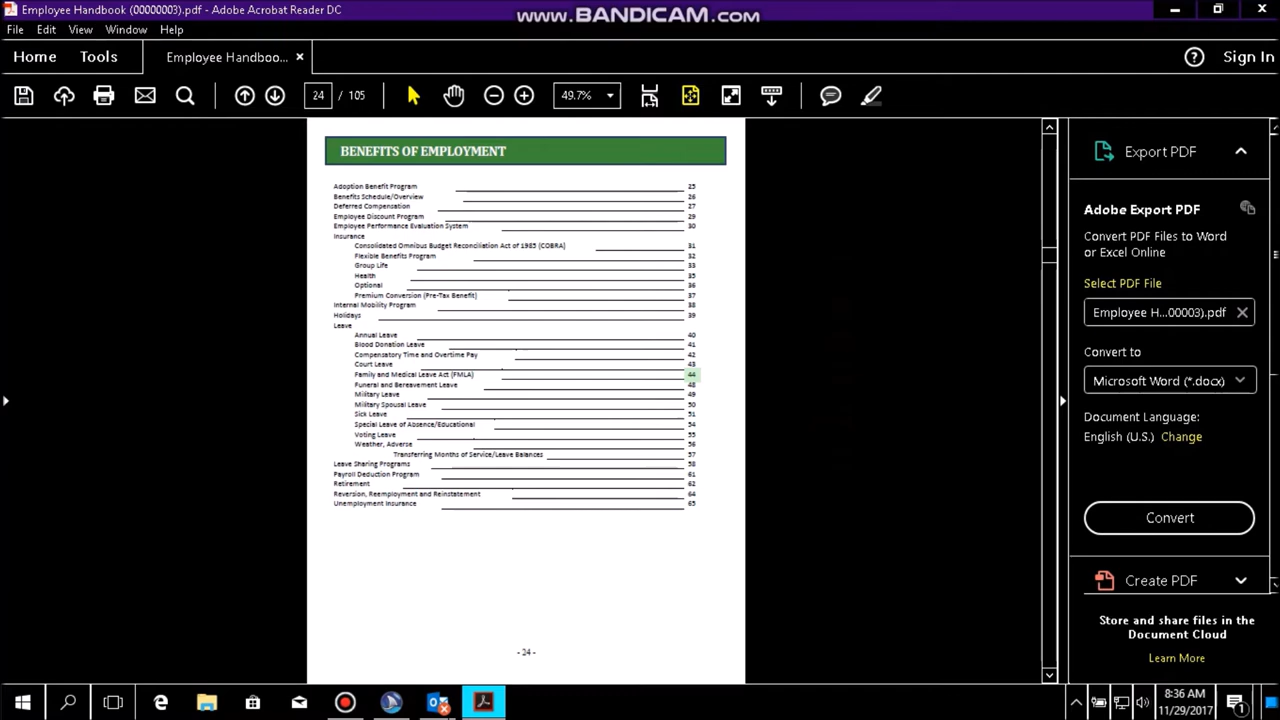 Employee Handbook (00000003).pdf - Adobe Acrobat Reader DC
www.BANDICAM.com
File Edit View Window Help
Home Tools Employee Handboo... × Sign In
24 / 105 49.7%
BENEFITS OF EMPLOYMENT
Adoption Benefit Program 25
Benefits Schedule/Overview 26
Deferred Compensation 27
Employee Discount Program 29
Employee Performance Evaluation System 30
Insurance
Consolidated Omnibus Budget Reconciliation Act of 1985 (COBRA) 31
Flexible Benefits Program 32
Group Life 33
Health 35
Optional 36
Premium Conversion (Pre-Tax Benefit) 37
Internal Mobility Program 38
Holidays 39
Leave
Annual Leave 40
Blood Donation Leave 41
Compensatory Time and Overtime Pay 42
Court Leave 43
Family and Medical Leave Act (FMLA) 44
Funeral and Bereavement Leave 48
Military Leave 49
Military Spousal Leave 50
Sick Leave 51
Special Leave of Absence/Educational 54
Voting Leave 55
Weather, Adverse 56
Transferring Months of Service/Leave Balances 57
Leave Sharing Programs 58
Payroll Deduction Program 61
Retirement 62
Reversion, Reemployment and Reinstatement 64
Unemployment Insurance 65
- 24 -
Export PDF
Adobe Export PDF
Convert PDF Files to Word
or Excel Online
Select PDF File
Employee H...00003).pdf
Convert to
Microsoft Word (*.docx)
Document Language:
English (U.S.) Change
Convert
Create PDF
Store and share files in the
Document Cloud
Learn More
8:36 AM
11/29/2017